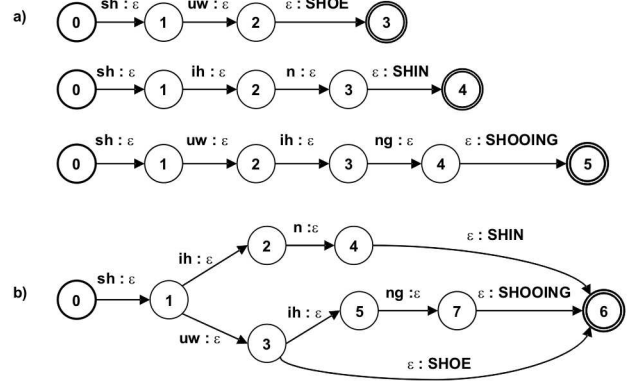 a)
sh : ε uw : ε ε : SHOE
0 1 2 3
sh : ε ih : ε n : ε ε : SHIN
0 1 2 3 4
sh : ε uw : ε ih : ε ng : ε ε : SHOOING
0 1 2 3 4 5
b)
n :ε ε : SHIN
2 4
ih : ε
sh : ε ih : ε ng :ε ε : SHOOING
0 1 5 7 6
uw : ε 3
ε : SHOE